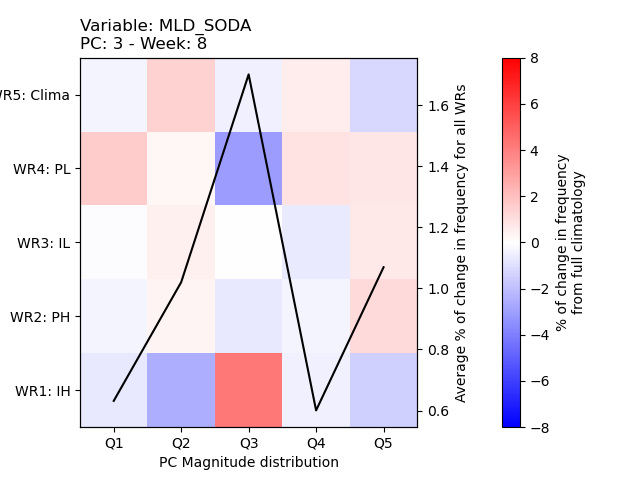 Variable: MLD_SODA
PC: 3 - Week: 8
WR5: Clima
WR4: PL
WR3: IL
WR2: PH
WR1: IH
Q1 Q2 Q3 Q4 Q5
PC Magnitude distribution
1.6
1.4
1.2
1.0
0.8
0.6
Average % of change in frequency for all WRs
8
6
4
2
0
−2
−4
−6
−8
% of change in frequency
from full climatology